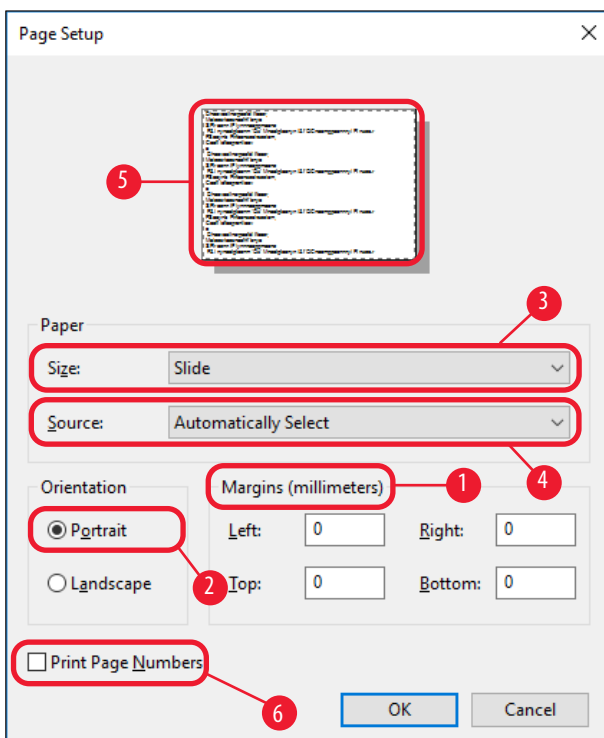 Page Setup
5
3
Paper
Size: Slide
Source: Automatically Select
4
Orientation
Margins (millimeters)
1
Portrait
Left: 0 Right: 0
2
Landscape
Top: 0 Bottom: 0
Print Page Numbers
6
OK Cancel